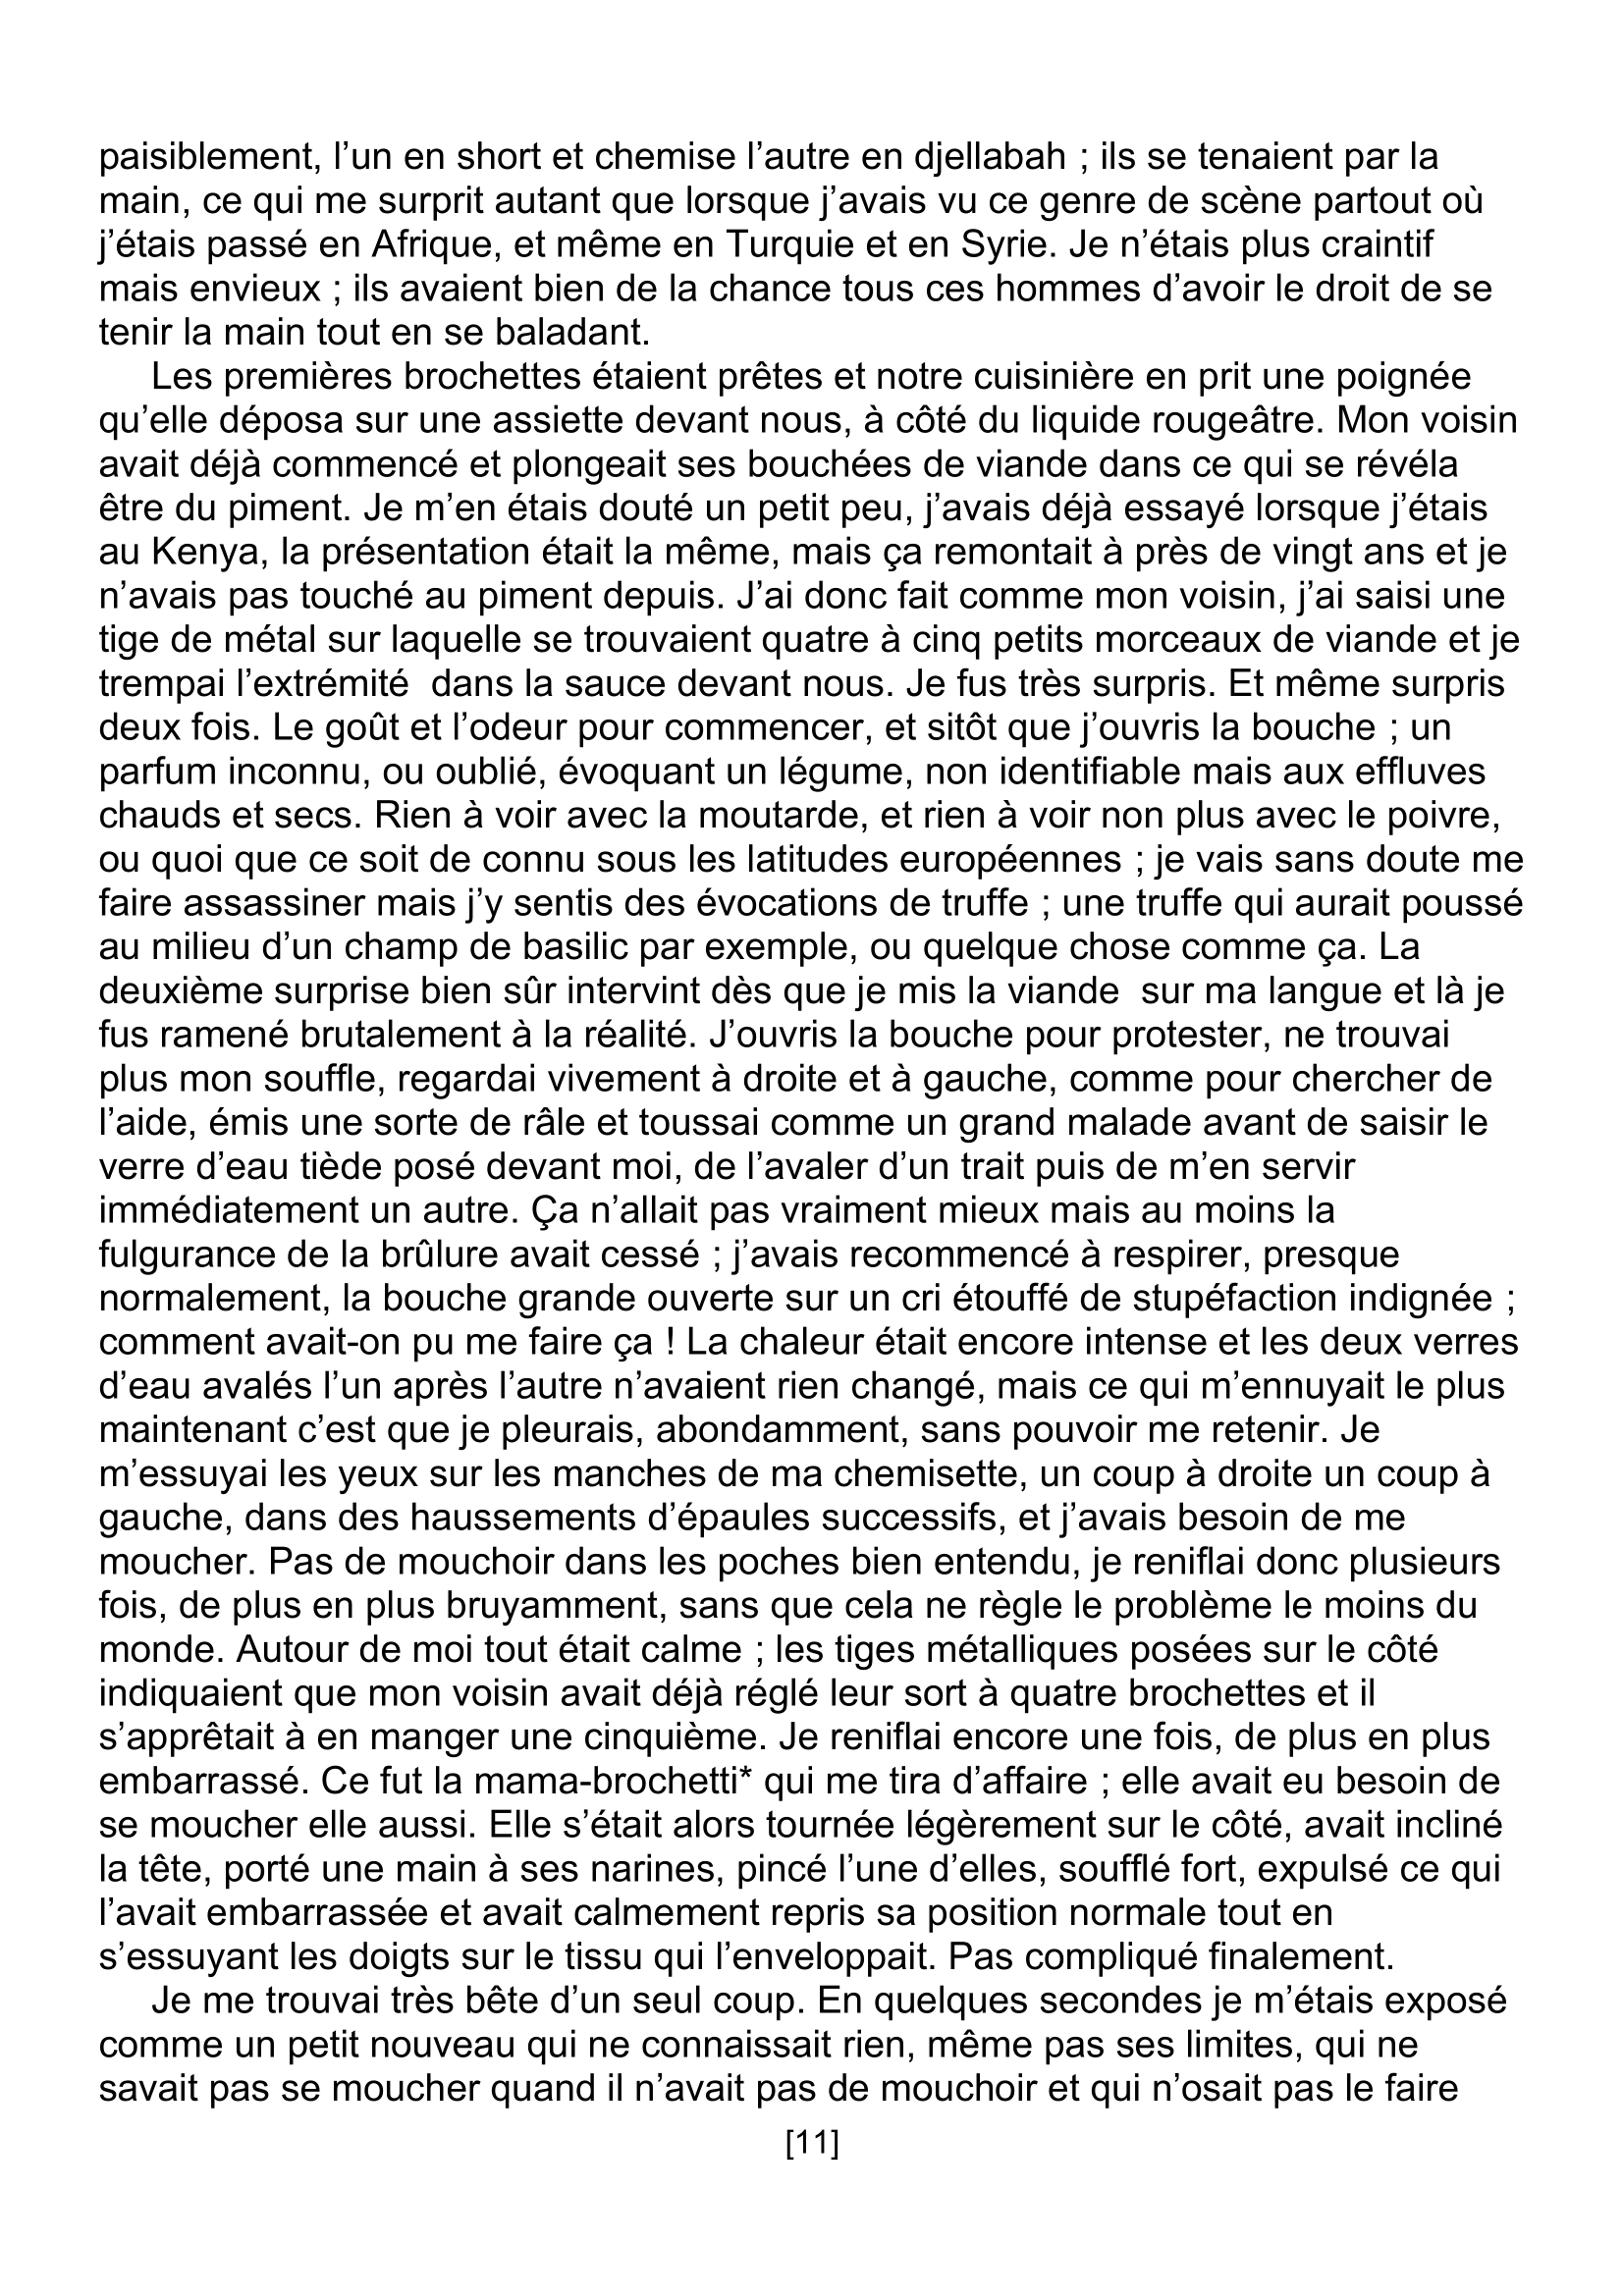 paisiblement, l’un en short et chemise l’autre en djellabah ; ils se tenaient par la
main, ce qui me surprit autant que lorsque j’avais vu ce genre de scène partout où
j’étais passé en Afrique, et même en Turquie et en Syrie. Je n’étais plus craintif
mais envieux ; ils avaient bien de la chance tous ces hommes d’avoir le droit de se
tenir la main tout en se baladant.
Les premières brochettes étaient prêtes et notre cuisinière en prit une poignée
qu’elle déposa sur une assiette devant nous, à côté du liquide rougeâtre. Mon voisin
avait déjà commencé et plongeait ses bouchées de viande dans ce qui se révéla
être du piment. Je m’en étais douté un petit peu, j’avais déjà essayé lorsque j’étais
au Kenya, la présentation était la même, mais ça remontait à près de vingt ans et je
n’avais pas touché au piment depuis. J’ai donc fait comme mon voisin, j’ai saisi une
tige de métal sur laquelle se trouvaient quatre à cinq petits morceaux de viande et je
trempai l’extrémité  dans la sauce devant nous. Je fus très surpris. Et même surpris
deux fois. Le goût et l’odeur pour commencer, et sitôt que j’ouvris la bouche ; un
parfum inconnu, ou oublié, évoquant un légume, non identifiable mais aux effluves
chauds et secs. Rien à voir avec la moutarde, et rien à voir non plus avec le poivre,
ou quoi que ce soit de connu sous les latitudes européennes ; je vais sans doute me
faire assassiner mais j’y sentis des évocations de truffe ; une truffe qui aurait poussé
au milieu d’un champ de basilic par exemple, ou quelque chose comme ça. La
deuxième surprise bien sûr intervint dès que je mis la viande  sur ma langue et là je
fus ramené brutalement à la réalité. J’ouvris la bouche pour protester, ne trouvai
plus mon souffle, regardai vivement à droite et à gauche, comme pour chercher de
l’aide, émis une sorte de râle et toussai comme un grand malade avant de saisir le
verre d’eau tiède posé devant moi, de l’avaler d’un trait puis de m’en servir
immédiatement un autre. Ça n’allait pas vraiment mieux mais au moins la
fulgurance de la brûlure avait cessé ; j’avais recommencé à respirer, presque
normalement, la bouche grande ouverte sur un cri étouffé de stupéfaction indignée ;
comment avait-on pu me faire ça ! La chaleur était encore intense et les deux verres
d’eau avalés l’un après l’autre n’avaient rien changé, mais ce qui m’ennuyait le plus
maintenant c’est que je pleurais, abondamment, sans pouvoir me retenir. Je
m’essuyai les yeux sur les manches de ma chemisette, un coup à droite un coup à
gauche, dans des haussements d’épaules successifs, et j’avais besoin de me
moucher. Pas de mouchoir dans les poches bien entendu, je reniflai donc plusieurs
fois, de plus en plus bruyamment, sans que cela ne règle le problème le moins du
monde. Autour de moi tout était calme ; les tiges métalliques posées sur le côté
indiquaient que mon voisin avait déjà réglé leur sort à quatre brochettes et il
s’apprêtait à en manger une cinquième. Je reniflai encore une fois, de plus en plus
embarrassé. Ce fut la mama-brochetti* qui me tira d’affaire ; elle avait eu besoin de
se moucher elle aussi. Elle s’était alors tournée légèrement sur le côté, avait incliné
la tête, porté une main à ses narines, pincé l’une d’elles, soufflé fort, expulsé ce qui
l’avait embarrassée et avait calmement repris sa position normale tout en
s’essuyant les doigts sur le tissu qui l’enveloppait. Pas compliqué finalement.
Je me trouvai très bête d’un seul coup. En quelques secondes je m’étais exposé
comme un petit nouveau qui ne connaissait rien, même pas ses limites, qui ne
savait pas se moucher quand il n’avait pas de mouchoir et qui n’osait pas le faire
[11]